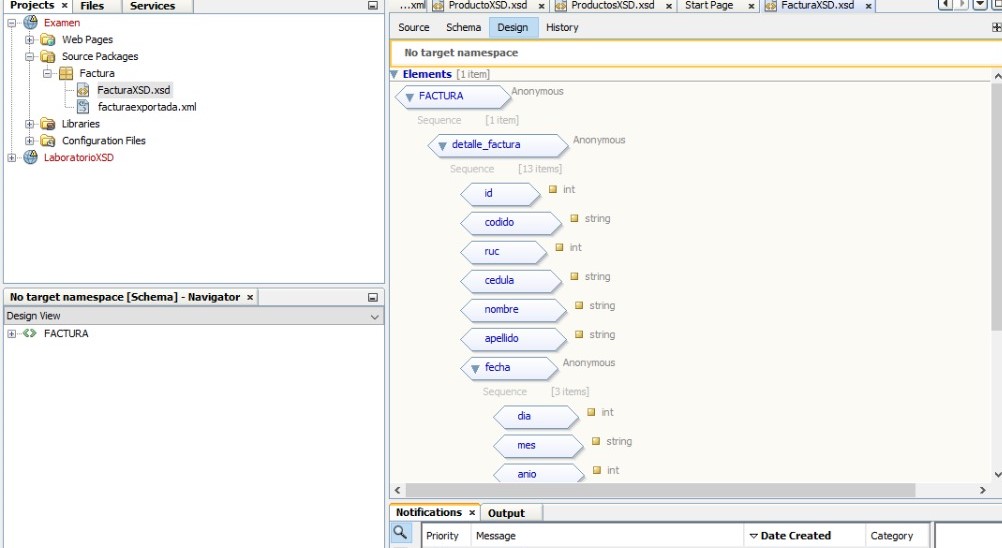 Projects × Files Services
Examen
Web Pages
Source Packages
Factura
FacturaXSD.xsd
facturaexportada.xml
Libraries
Configuration Files
LaboratorioXSD
No target namespace [Schema] - Navigator ×
Design View
FACTURA
...xml ProductoXSD.xsd × ProductosXSD.xsd × Start Page × FacturaXSD.xsd ×
Source Schema Design History
No target namespace
Elements [1 item]
FACTURA Anonymous
Sequence [1 item]
detalle_factura Anonymous
Sequence [13 items]
id int
codido string
ruc int
cedula string
nombre string
apellido string
fecha Anonymous
Sequence [3 items]
dia int
mes string
anio int
Notifications × Output
Priority Message Date Created Category